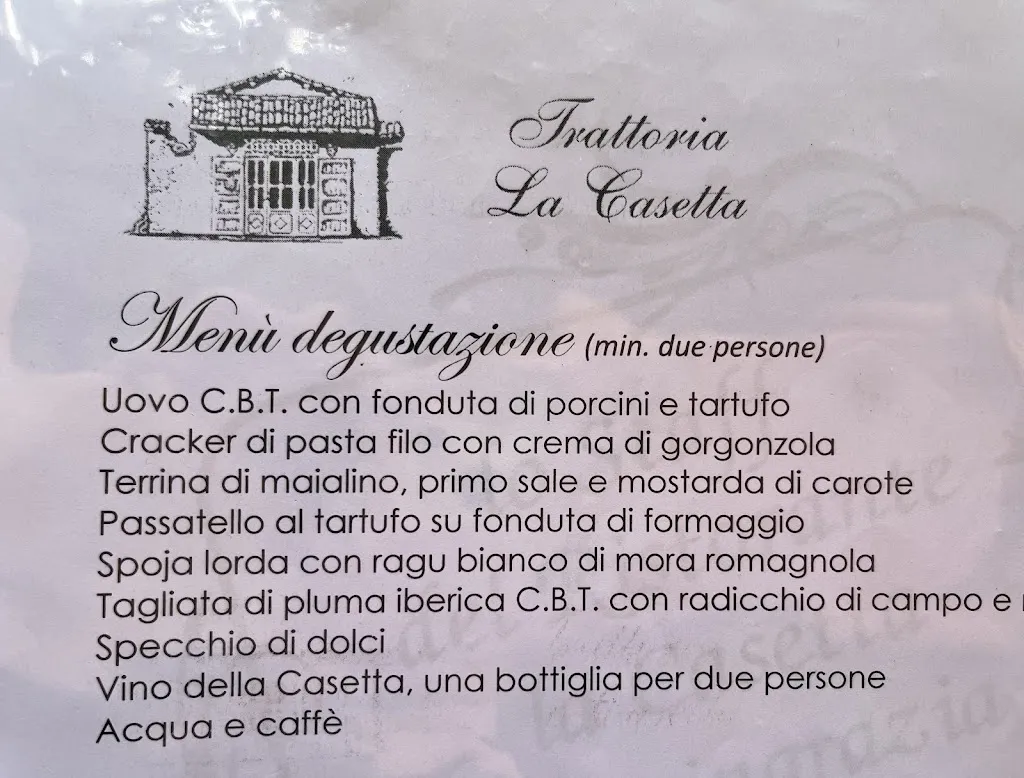 Trattoria
La Casetta
Menù degustazione (min. due persone)
Uovo C.B.T. con fonduta di porcini e tartufo
Cracker di pasta filo con crema di gorgonzola
Terrina di maialino, primo sale e mostarda di carote
Passatello al tartufo su fonduta di formaggio
Spoja lorda con ragu bianco di mora romagnola
Tagliata di pluma iberica C.B.T. con radicchio di campo e
Specchio di dolci
Vino della Casetta, una bottiglia per due persone
Acqua e caffè